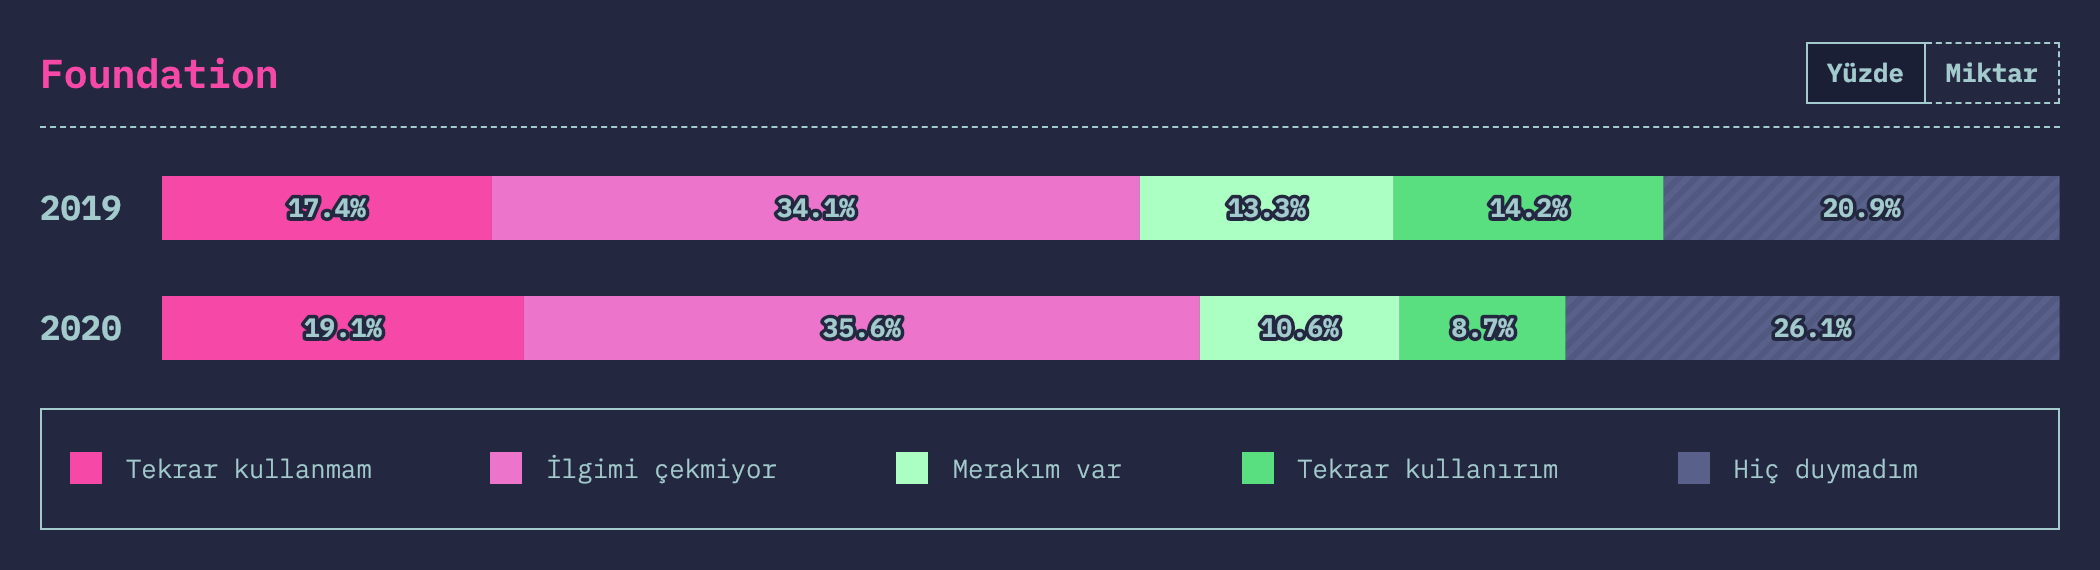 Foundation
Yüzde Miktar
2019 17.4% 34.1% 13.3% 14.2% 20.9%
2020 19.1% 35.6% 10.6% 8.7% 26.1%
Tekrar kullanmam İlgimi çekmiyor Merakım var Tekrar kullanırım Hiç duymadım